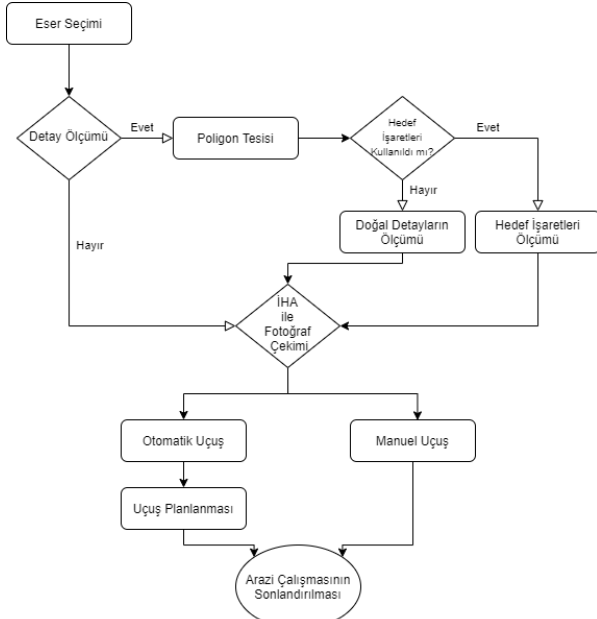 Eser Seçimi
Detay Ölçümü
Evet
Poligon Tesisi
Hedef
İşaretleri
Kullanıldı mı?
Evet
Hayır
Doğal Detayların
Ölçümü
Hedef İşaretleri
Ölçümü
Hayır
İHA
ile
Fotoğraf
Çekimi
Otomatik Uçuş
Manuel Uçuş
Uçuş Planlanması
Arazi Çalışmasının
Sonlandırılması